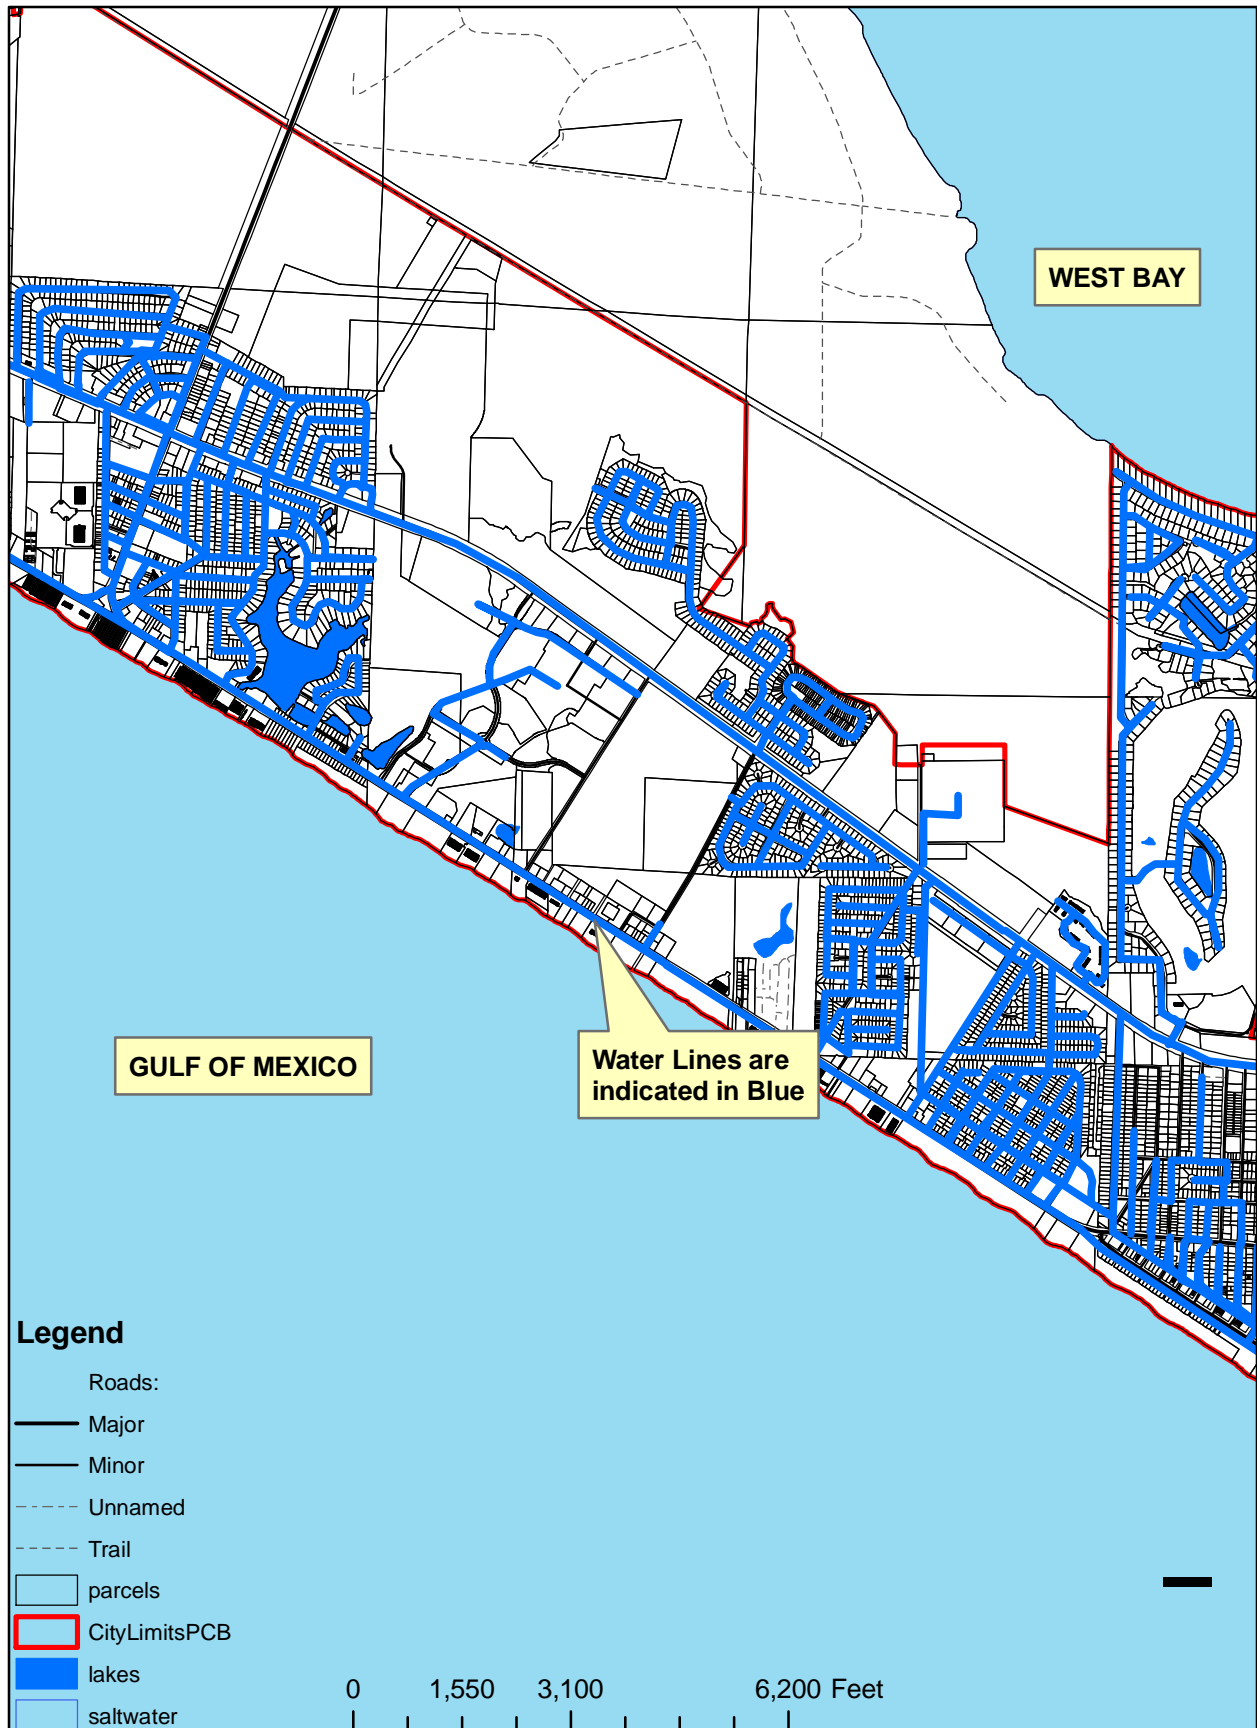 WEST BAY
GULF OF MEXICO
Water Lines are
indicated in Blue
Legend
Roads:
Major
Minor
Unnamed
Trail
parcels
CityLimitsPCB
lakes
saltwater
0 1,550 3,100 6,200 Feet